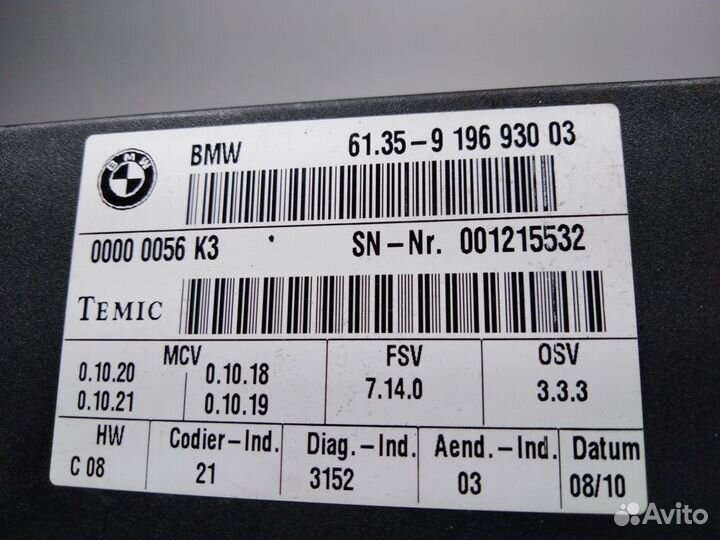 BMW
BMW 61.35-9 196 930 03
0000 0056 K3 SN-Nr. 001215532
TEMIC
MCV FSV OSV
0.10.20 0.10.18 7.14.0 3.3.3
0.10.21 0.10.19
HW Codier-Ind. Diag.-Ind. Aend.-Ind. Datum
C 08 21 3152 03 08/10
Avito